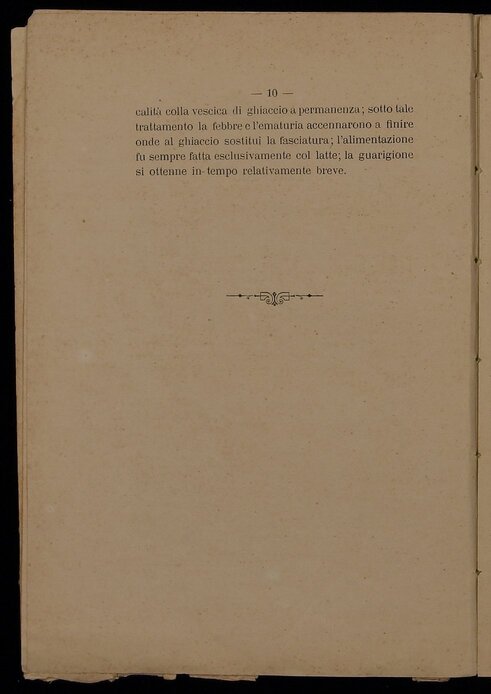 — 10 —
calità colla vescica di ghiaccio a permanenza; sotto tale
trattamento la febbre e l'ematuria accennarono a finire
onde al ghiaccio sostituì la fasciatura; l'alimentazione
fu sempre fatta esclusivamente col latte; la guarigione
si ottenne in tempo relativamente breve.